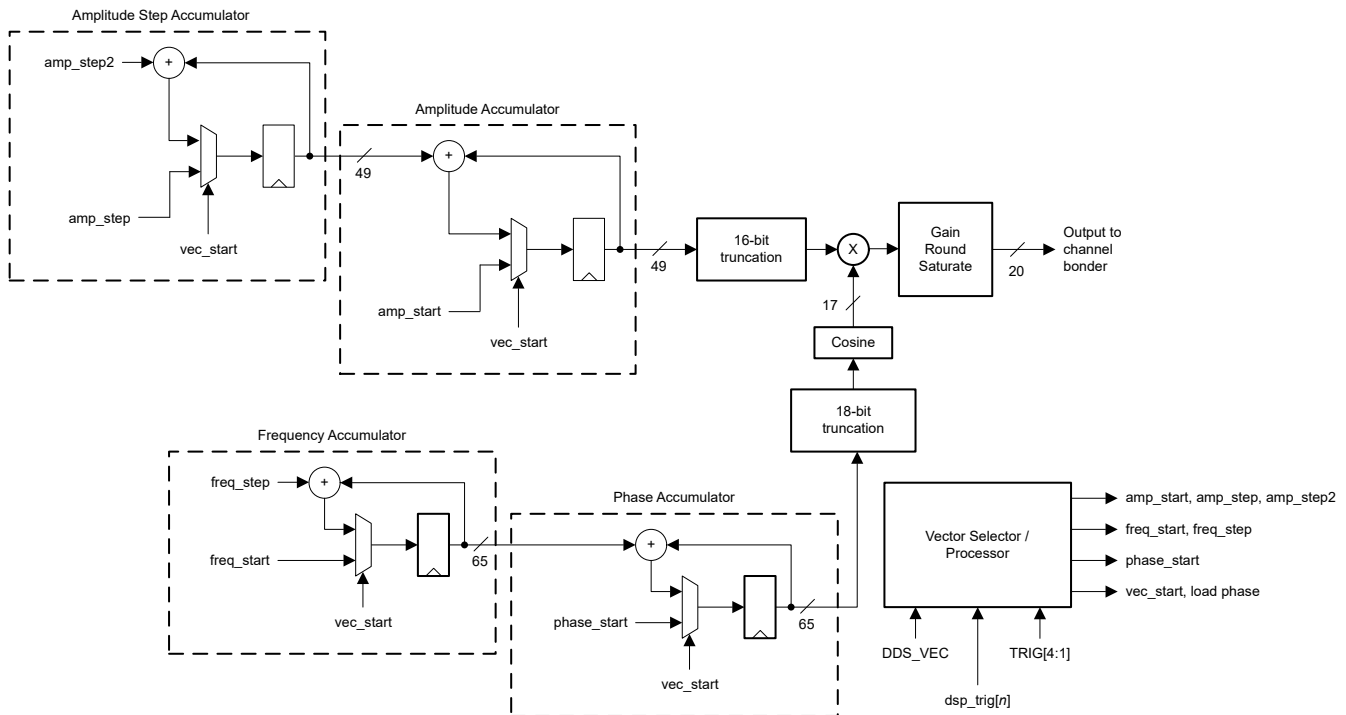 Amplitude Step Accumulator
amp_step2
+
amp_step
vec_start
49
Amplitude Accumulator
+
amp_start
vec_start
49
16-bit
truncation
X
Gain
Round
Saturate
20
Output to
channel
bonder
17
Cosine
18-bit
truncation
Frequency Accumulator
freq_step
+
freq_start
vec_start
65
Phase Accumulator
+
phase_start
vec_start
65
Vector Selector /
Processor
amp_start, amp_step, amp_step2
freq_start, freq_step
phase_start
vec_start, load phase
DDS_VEC
dsp_trig[n]
TRIG[4:1]